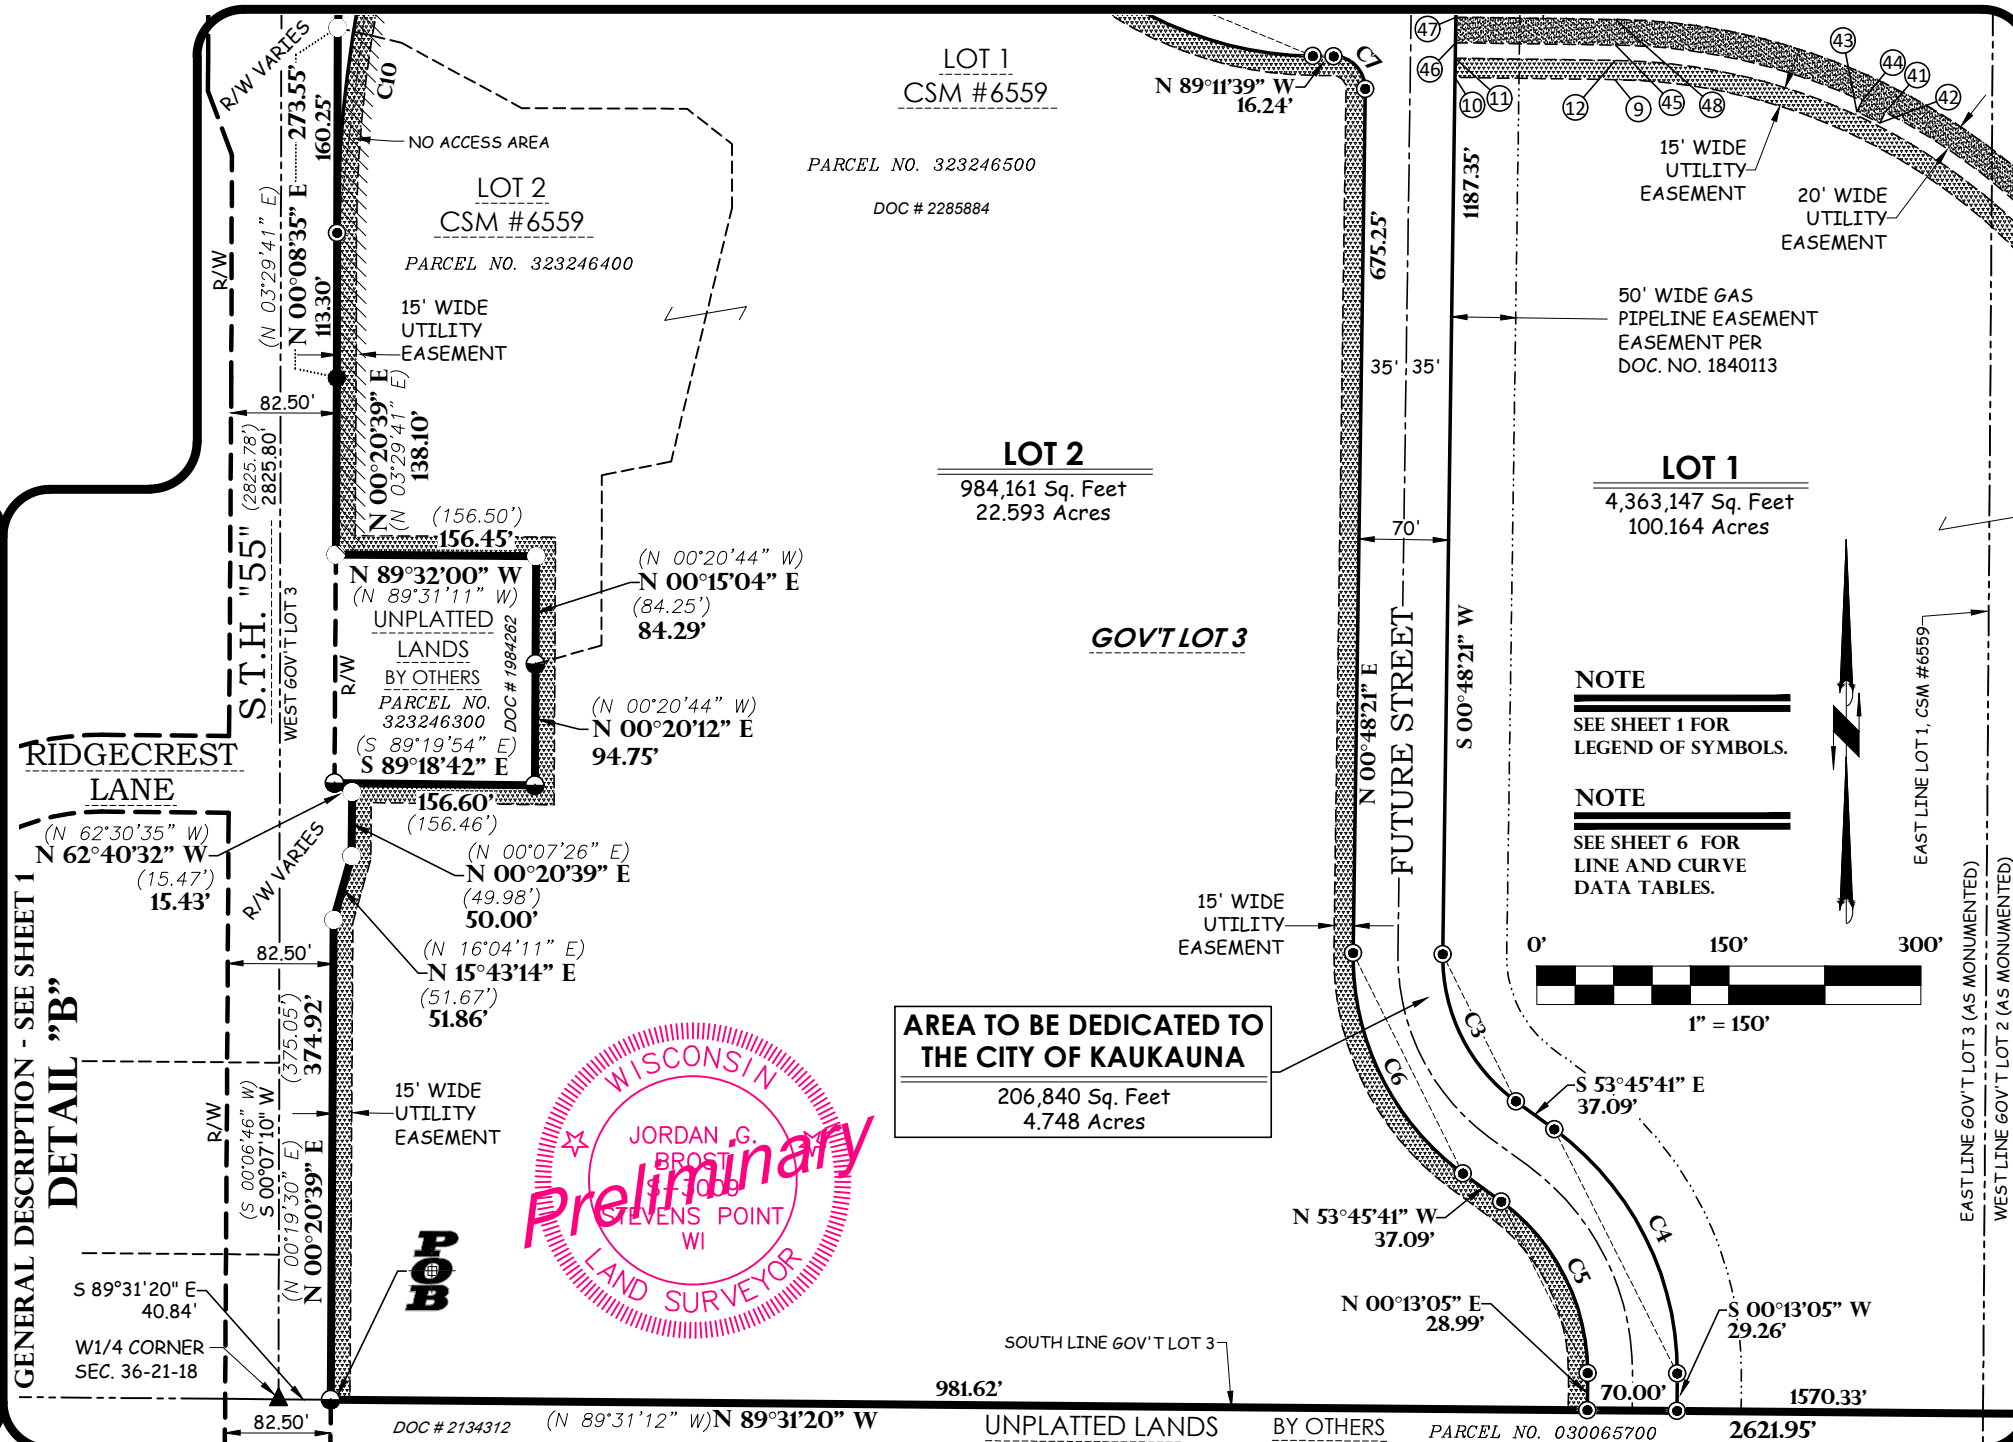 R/W VARIES
273.55'
160.25'
C10
NO ACCESS AREA
LOT 2
CSM #6559
PARCEL NO. 323246400
LOT 1
CSM #6559
PARCEL NO. 323246500
DOC # 2285884
N 89°11'39" W
16.24'
C7
47
46
10
11
12
9
45
48
43
44
41
42
15' WIDE
UTILITY
EASEMENT
20' WIDE
UTILITY
EASEMENT
R/W
(N 03°29'41" E)
N 00°08'35" E
113.30'
15' WIDE
UTILITY
EASEMENT
675.25'
1187.35'
50' WIDE GAS
PIPELINE EASEMENT
EASEMENT PER
DOC. NO. 1840113
35'
35'
82.50'
N 00°20'39" E
(N 03°29'41" E)
138.10'
(2825.78')
2825.80'
S.T.H. "55"
WEST GOV'T LOT 3
LOT 2
984,161 Sq. Feet
22.593 Acres
LOT 1
4,363,147 Sq. Feet
100.164 Acres
70'
(156.50')
156.45'
N 89°32'00" W
(N 89°31'11" W)
UNPLATTED
LANDS
BY OTHERS
PARCEL NO.
323246300
DOC # 1984262
R/W
(S 89°19'54" E)
S 89°18'42" E
156.60'
(156.46')
(N 00°20'44" W)
N 00°15'04" E
(84.25')
84.29'
(N 00°20'44" W)
N 00°20'12" E
94.75'
GOV'T LOT 3
N 00°48'21" E
FUTURE STREET
S 00°48'21" W
NOTE
SEE SHEET 1 FOR
LEGEND OF SYMBOLS.
NOTE
SEE SHEET 6 FOR
LINE AND CURVE
DATA TABLES.
EAST LINE LOT 1, CSM #6559
EAST LINE GOV'T LOT 3 (AS MONUMENTED)
WEST LINE GOV'T LOT 2 (AS MONUMENTED)
RIDGECREST
LANE
(N 62°30'35" W)
N 62°40'32" W
(15.47')
15.43'
R/W VARIES
(N 00°07'26" E)
N 00°20'39" E
(49.98')
50.00'
(N 16°04'11" E)
N 15°43'14" E
(51.67')
51.86'
15' WIDE
UTILITY
EASEMENT
0'
150'
300'
1" = 150'
GENERAL DESCRIPTION - SEE SHEET 1
DETAIL "B"
82.50'
(375.05')
374.92'
R/W
(S 00°06'46" W)
S 00°07'10" W
(N 00°19'30" E)
N 00°20'39" E
15' WIDE
UTILITY
EASEMENT
WISCONSIN
JORDAN G.
BROST
S-3009
STEVENS POINT
WI
LAND SURVEYOR
Preliminary
AREA TO BE DEDICATED TO
THE CITY OF KAUKAUNA
206,840 Sq. Feet
4.748 Acres
C3
C6
S 53°45'41" E
37.09'
N 53°45'41" W
37.09'
C4
C5
N 00°13'05" E
28.99'
S 00°13'05" W
29.26'
POB
S 89°31'20" E
40.84'
W1/4 CORNER
SEC. 36-21-18
SOUTH LINE GOV'T LOT 3
981.62'
70.00'
1570.33'
82.50'
DOC # 2134312
(N 89°31'12" W) N 89°31'20" W
UNPLATTED LANDS
BY OTHERS
PARCEL NO. 030065700
2621.95'